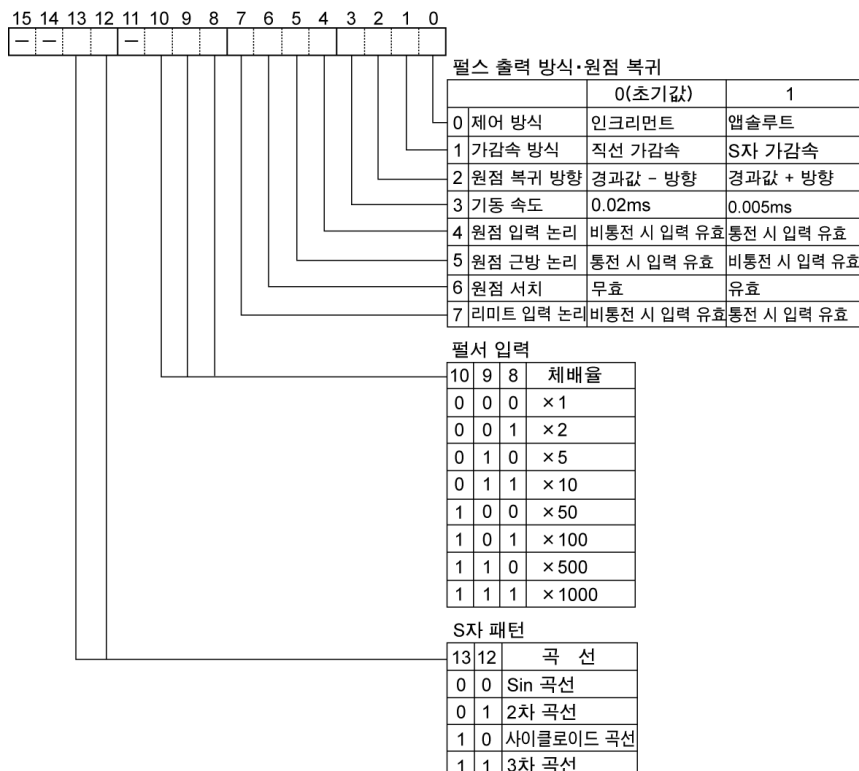 15 14 13 12 11 10 9 8 7 6 5 4 3 2 1 0
— — —
펄스 출력 방식·원점 복귀
0(초기값) 1
0 제어 방식 인크리먼트 앱솔루트
1 가감속 방식 직선 가감속 S자 가감속
2 원점 복귀 방향 경과값 − 방향 경과값 + 방향
3 기동 속도 0.02ms 0.005ms
4 원점 입력 논리 비통전 시 입력 유효 통전 시 입력 유효
5 원점 근방 논리 통전 시 입력 유효 비통전 시 입력 유효
6 원점 서치 무효 유효
7 리미트 입력 논리 비통전 시 입력 유효 통전 시 입력 유효
펄서 입력
10 9 8 체배율
0 0 0 ×1
0 0 1 ×2
0 1 0 ×5
0 1 1 ×10
1 0 0 ×50
1 0 1 ×100
1 1 0 ×500
1 1 1 ×1000
S자 패턴
13 12 곡 선
0 0 Sin 곡선
0 1 2차 곡선
1 0 사이클로이드 곡선
1 1 3차 곡선